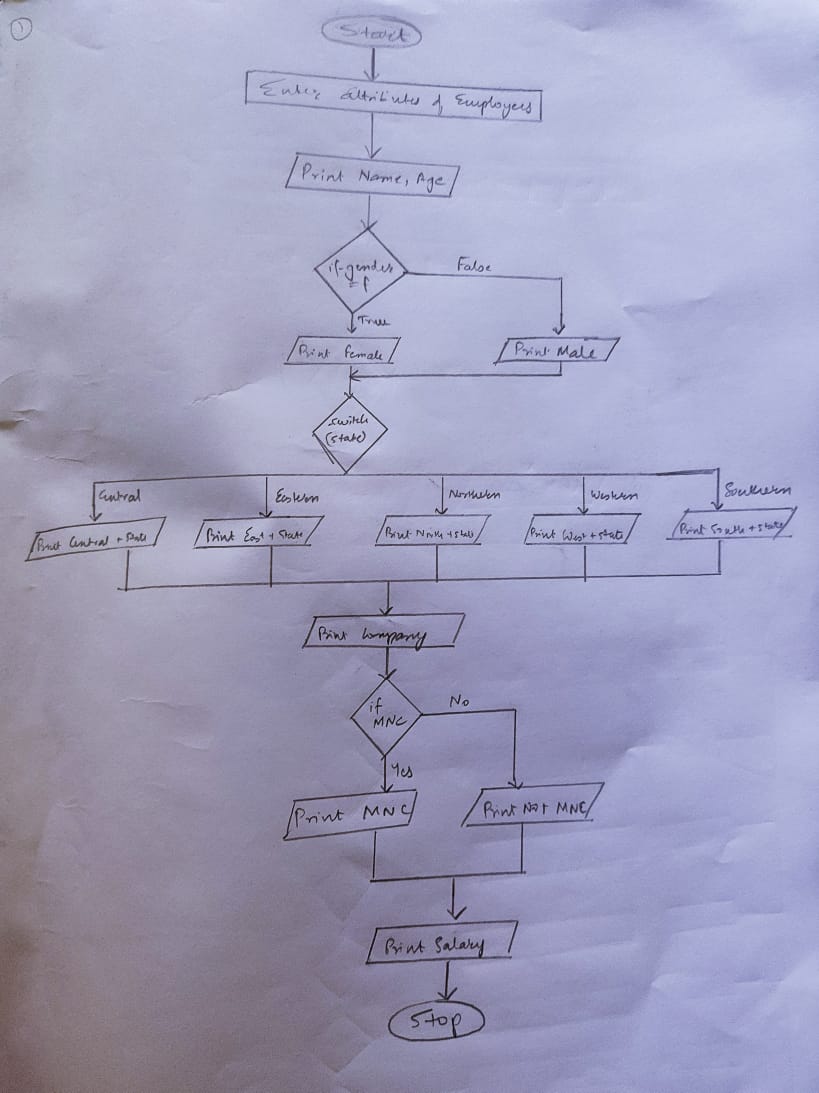 1
Start
Enter attributes of Employees
Print Name, Age
if gender
= f
False
True
Print Female
Print Male
switch
(state)
Central
Eastern
Northern
Western
Southern
Print Central + State
Print East + State
Print North + State
Print West + State
Print South + State
Print Company
if
MNC
No
Yes
Print MNC
Print Not MNC
Print Salary
Stop